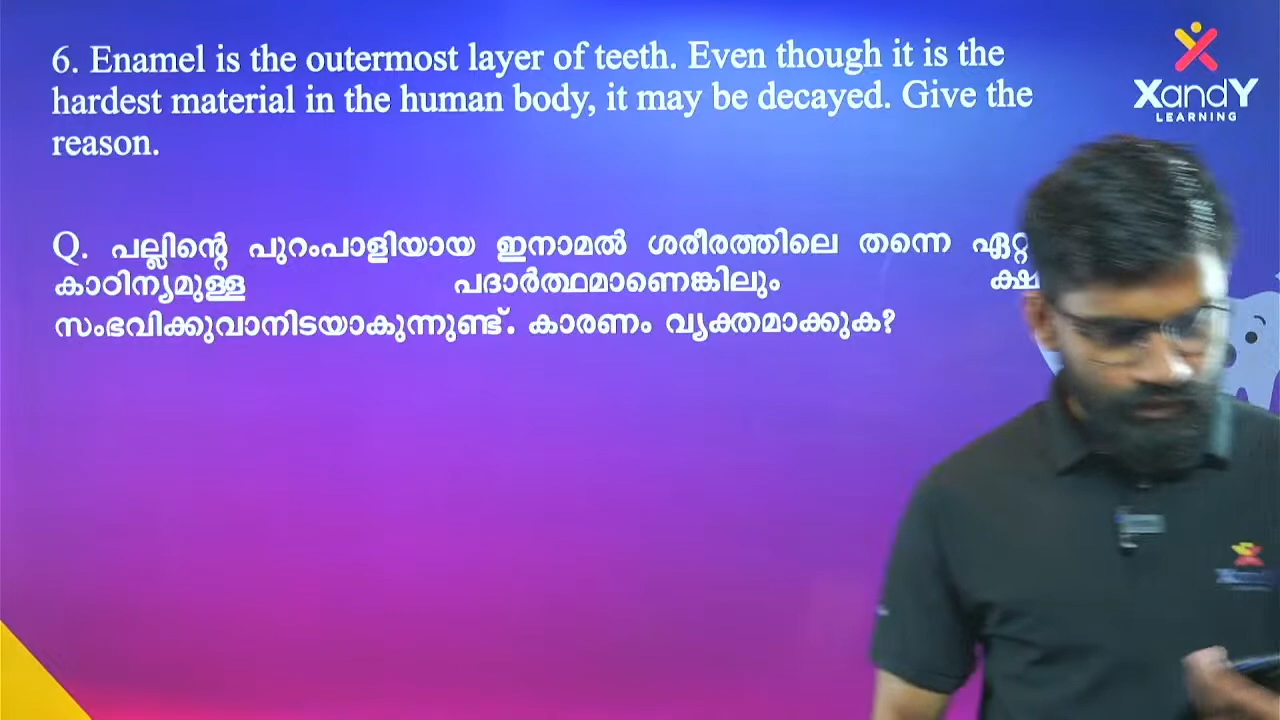 6. Enamel is the outermost layer of teeth. Even though it is the
hardest material in the human body, it may be decayed. Give the
reason.
XandY
LEARNING
Q. പല്ലിന്റെ പുറംപാളിയായ ഇനാമൽ ശരീരത്തിലെ തന്നെ
കാഠിന്യമുള്ള പദാർത്ഥമാണെങ്കിലും
സംഭവിക്കുവാനിടയാകുന്നുണ്ട്. കാരണം വ്യക്തമാക്കുക?